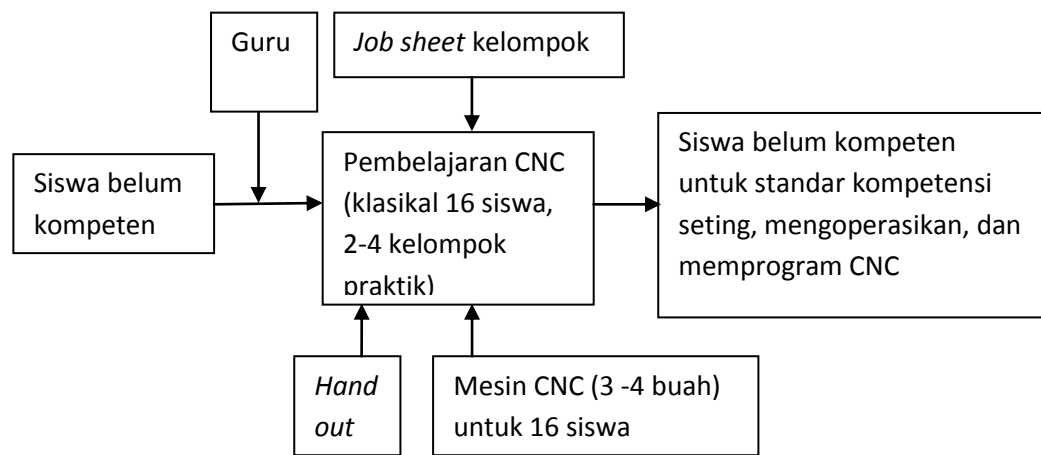 Guru
Job sheet kelompok
Siswa belum
kompeten
Pembelajaran CNC
(klasikal 16 siswa,
2-4 kelompok
praktik)
Siswa belum kompeten
untuk standar kompetensi
seting, mengoperasikan, dan
memprogram CNC
Hand
out
Mesin CNC (3 -4 buah)
untuk 16 siswa